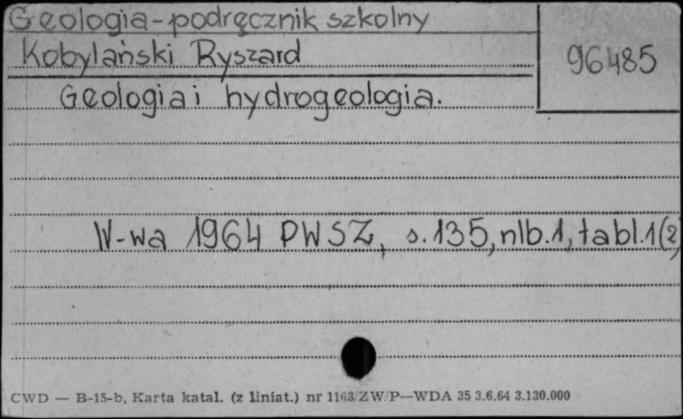 Geologia-podręcznik szkolny
Kobylański Ryszard
96485
Geologia i hydrogeologia.
W-wa 1964 PWSZ, s.135, nlb.1, tabl.1(2)
CWD — B-15-b, Karta katal. (z liniat.) nr 1163/ZW/P—WDA 35 3.6.64 3.130.000